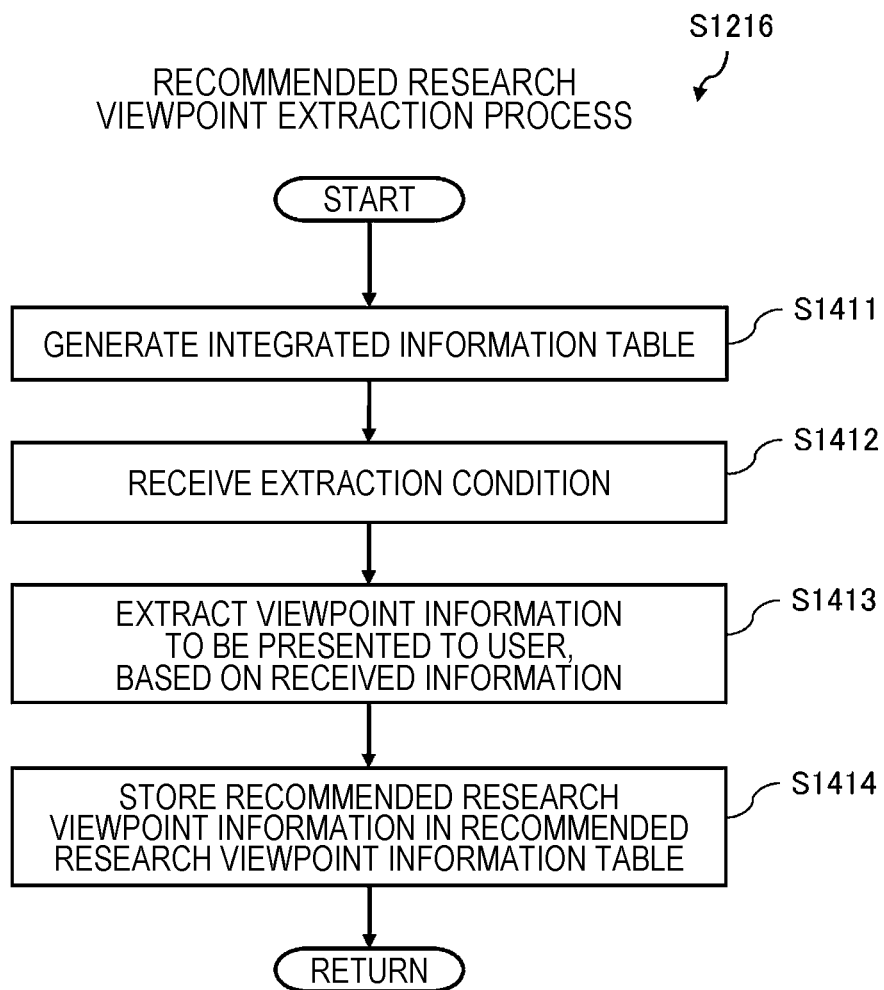 S1216
RECOMMENDED RESEARCH
VIEWPOINT EXTRACTION PROCESS
START
S1411
GENERATE INTEGRATED INFORMATION TABLE
S1412
RECEIVE EXTRACTION CONDITION
S1413
EXTRACT VIEWPOINT INFORMATION
TO BE PRESENTED TO USER,
BASED ON RECEIVED INFORMATION
S1414
STORE RECOMMENDED RESEARCH
VIEWPOINT INFORMATION IN RECOMMENDED
RESEARCH VIEWPOINT INFORMATION TABLE
RETURN